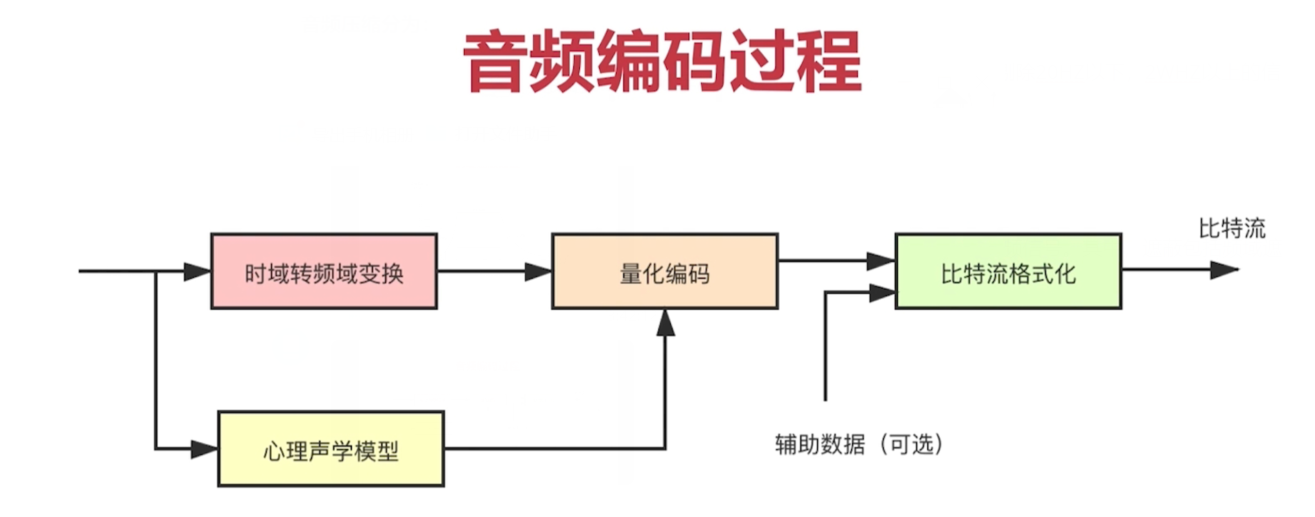 音频编码过程
比特流
时域转频域变换
量化编码
比特流格式化
心理声学模型
辅助数据（可选）